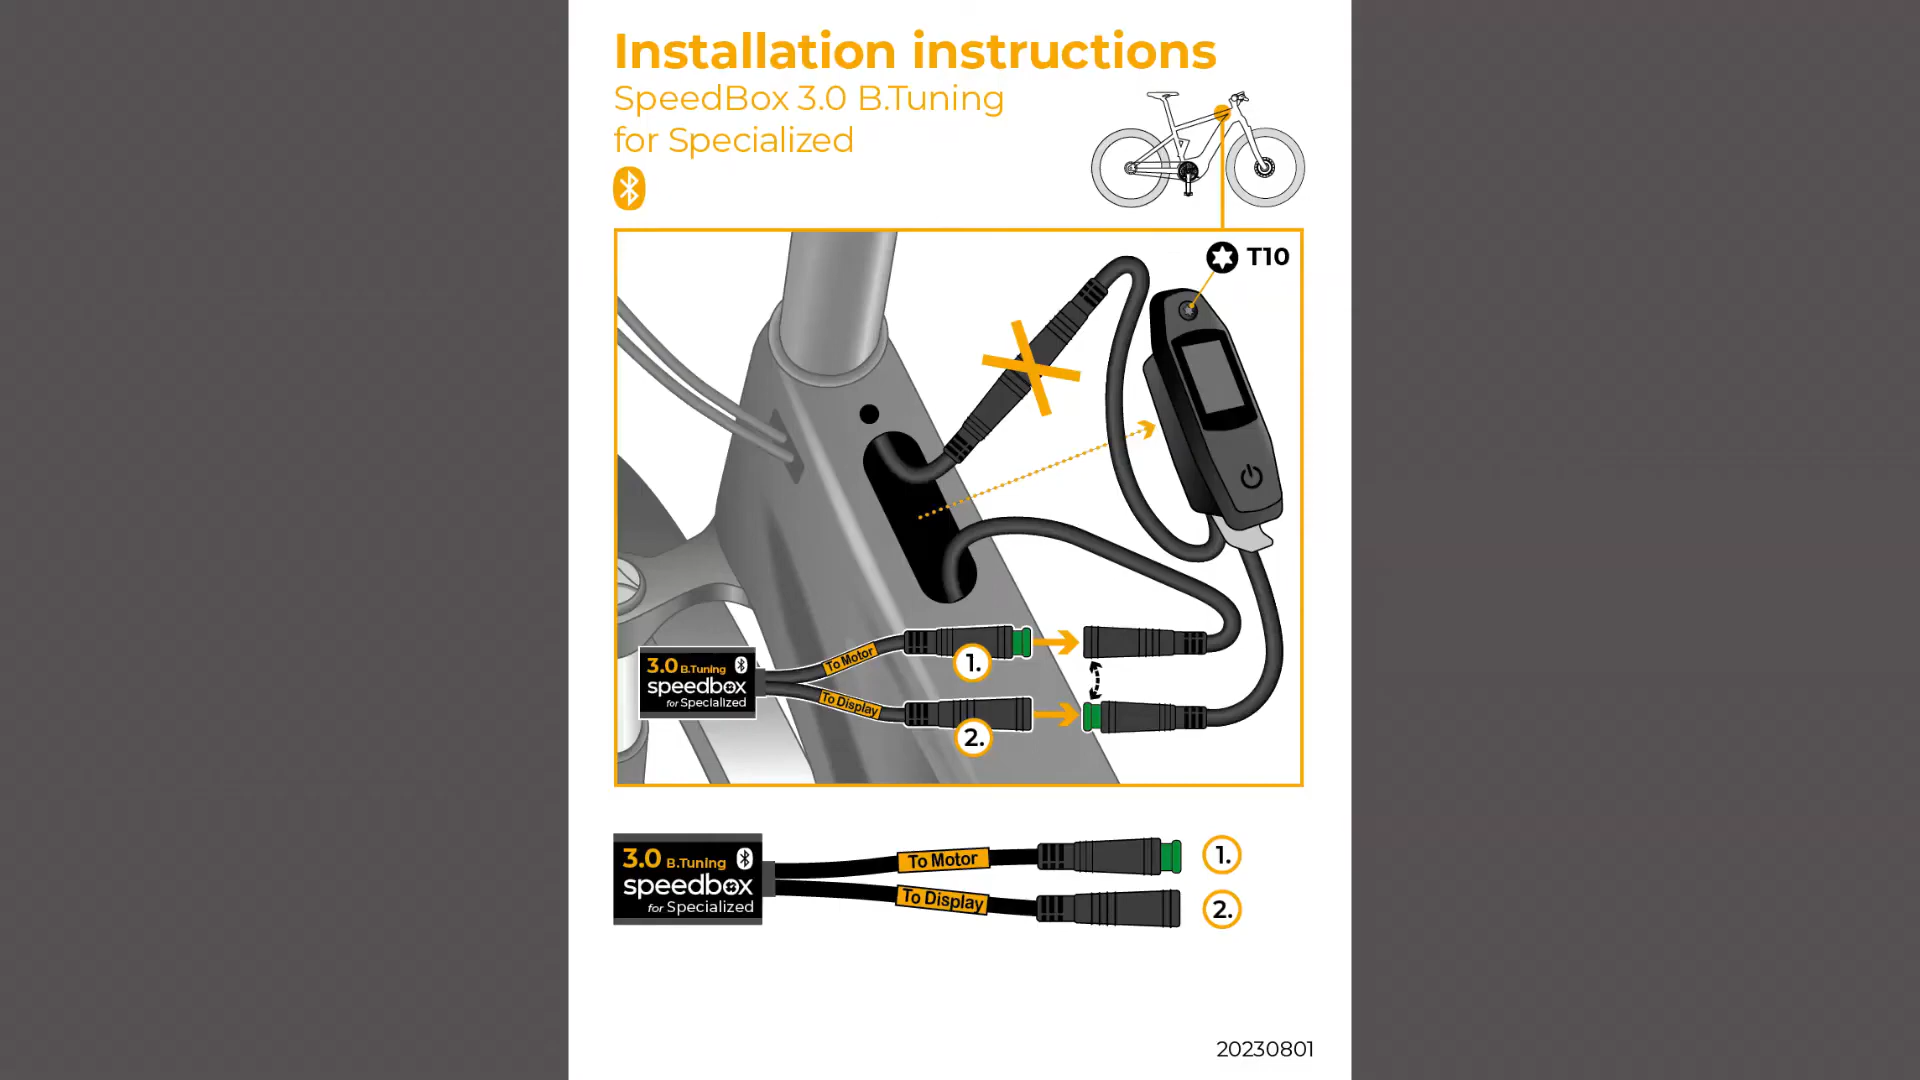 Installation instructions
SpeedBox 3.0 B.Tuning
for Specialized
T10
To Motor
1.
3.0 B.Tuning
speedbox
for Specialized
To Display
2.
3.0 B.Tuning
speedbox
for Specialized
To Motor
1.
To Display
2.
20230801